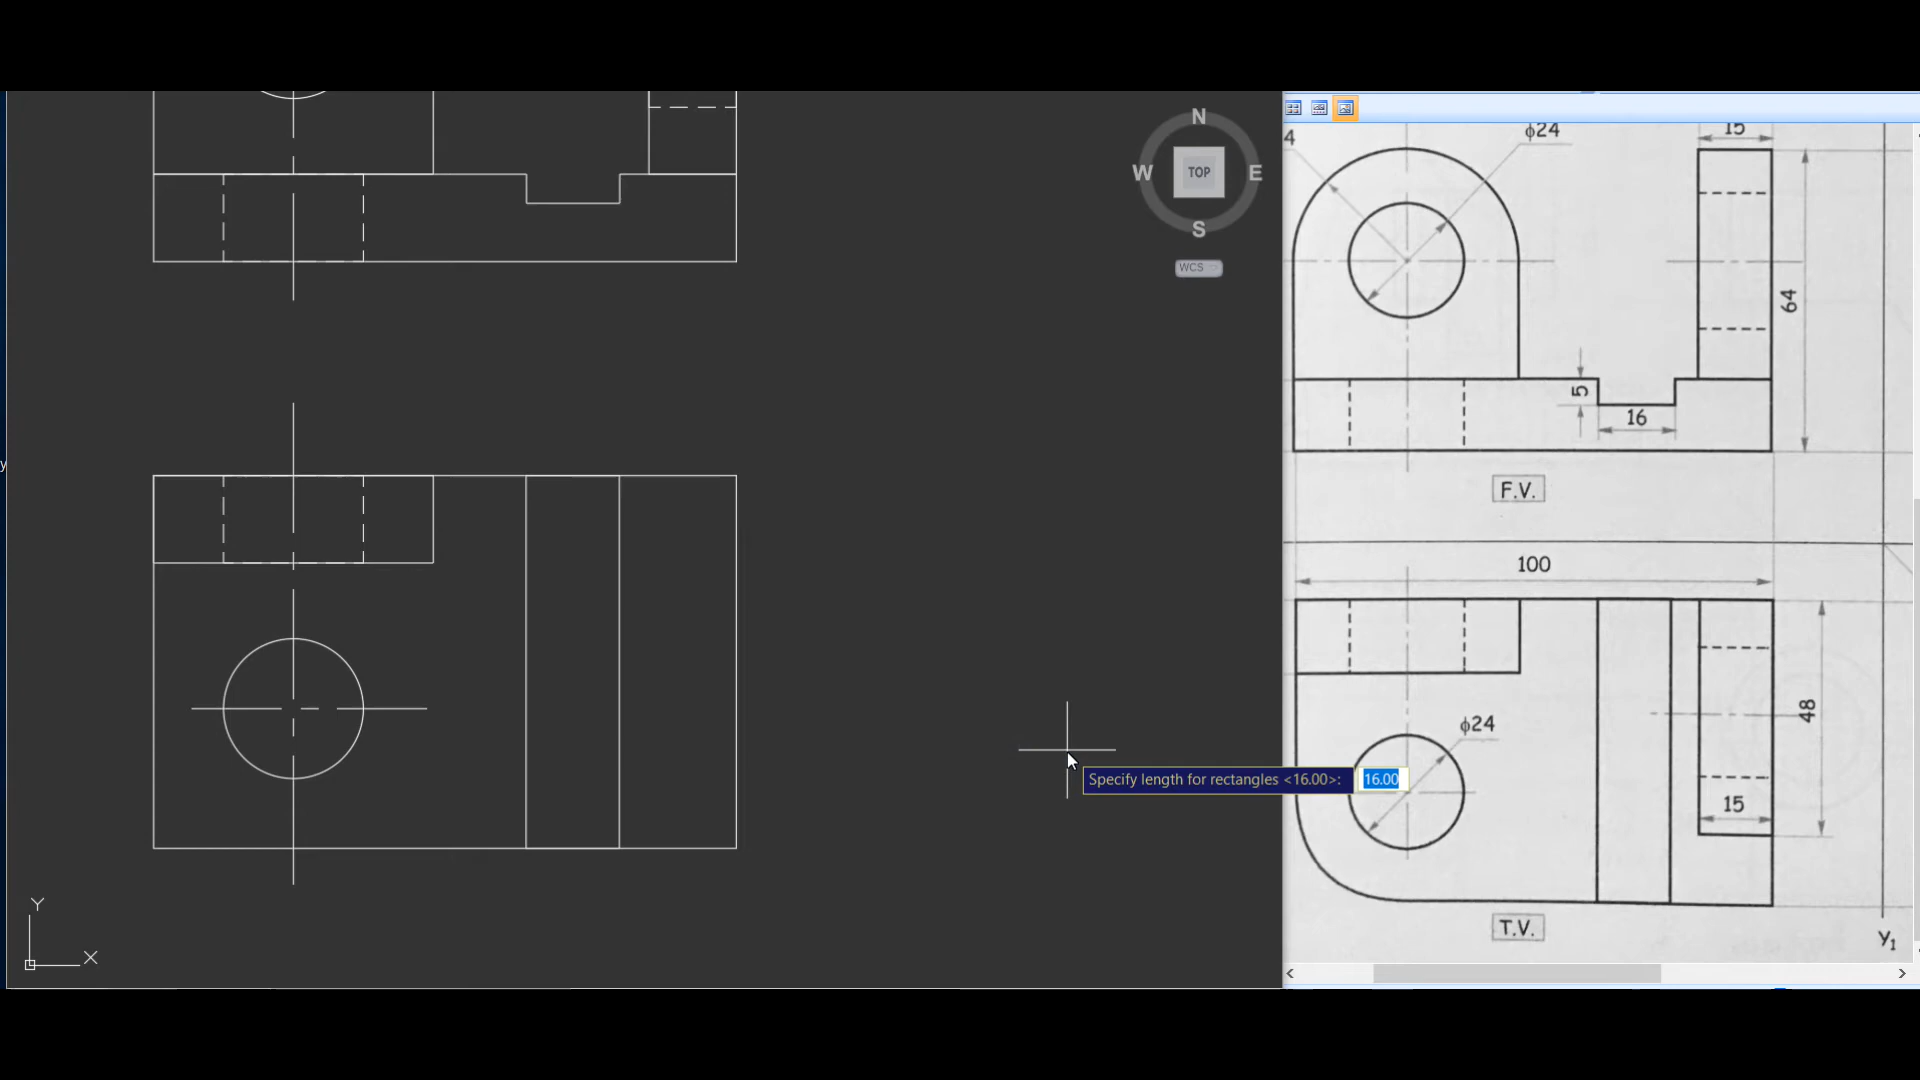 N
W TOP E
S
WCS
y
Specify length for rectangles <16.00>: 16.00
Y
X
4
ϕ24
15
64
5
16
F.V.
100
ϕ24
48
15
T.V.
Y1